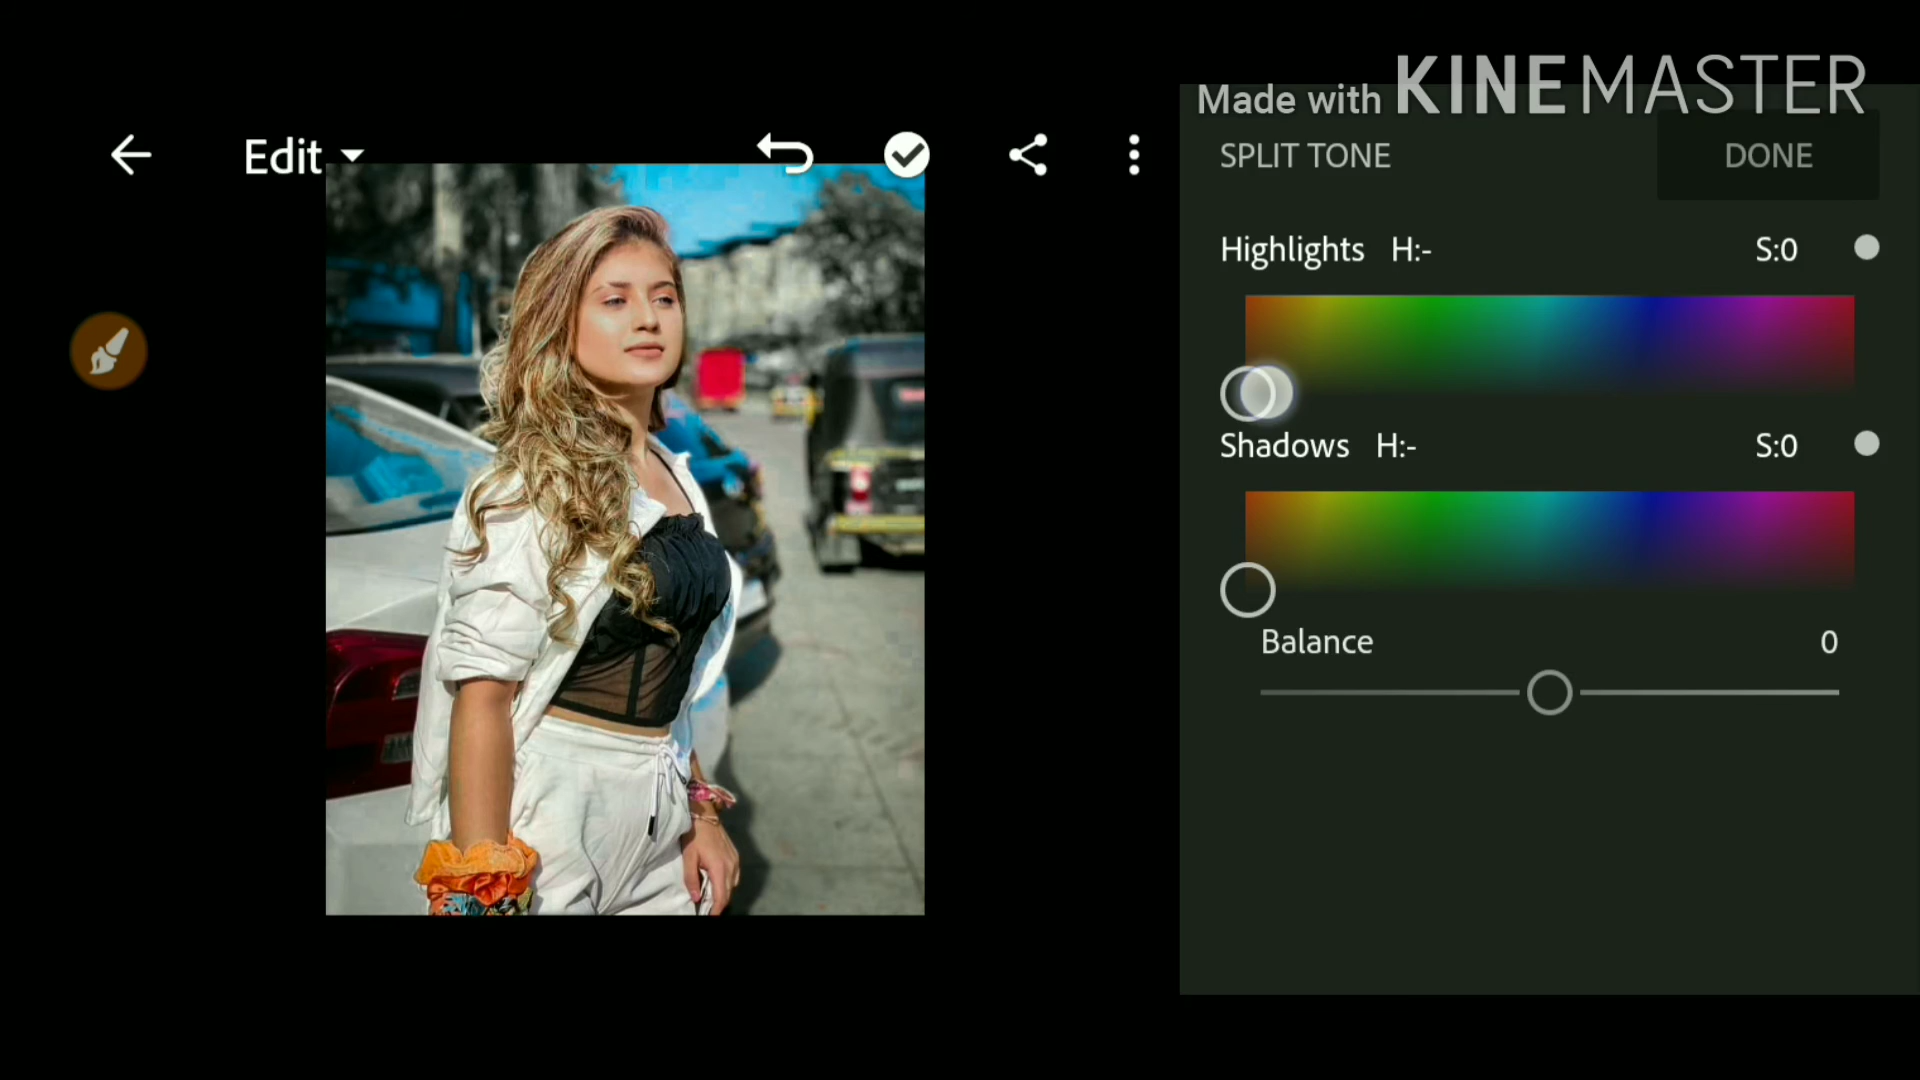 Made with KINEMASTER
Edit
SPLIT TONE DONE
Highlights H:- S:0
Shadows H:- S:0
Balance 0